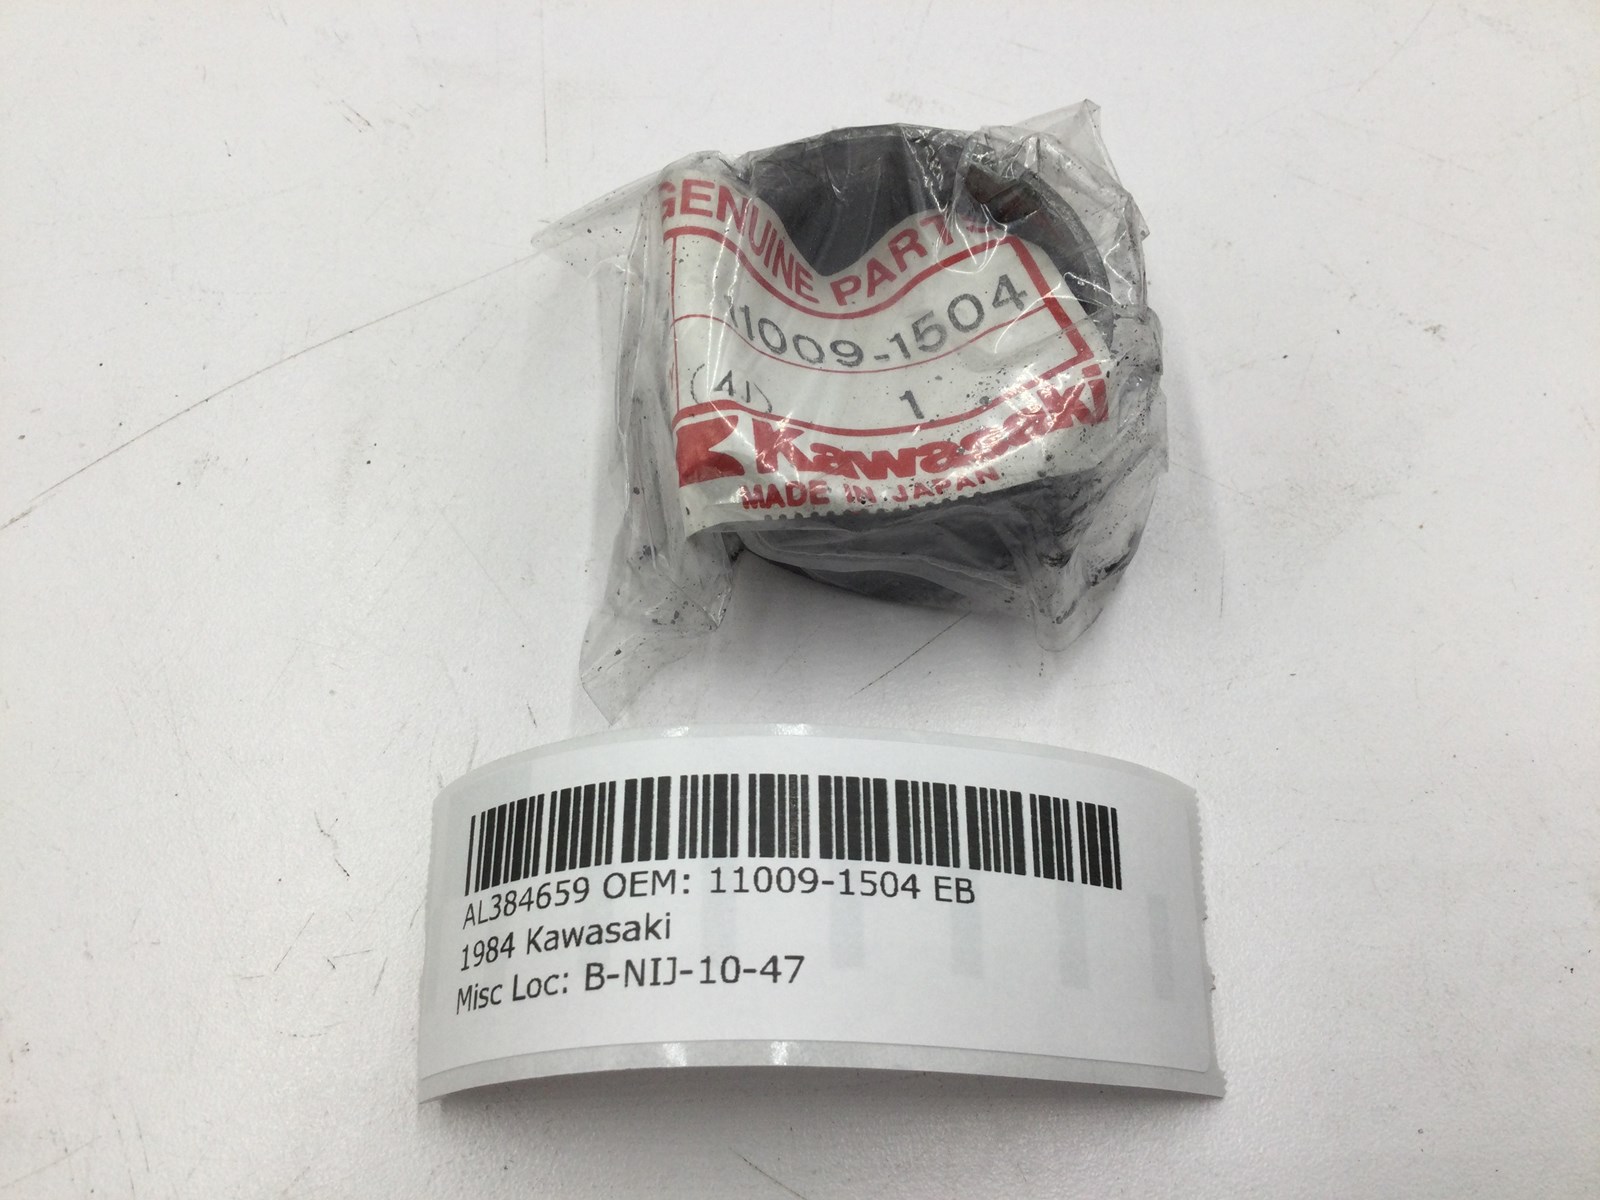 GENUINE PARTS
11009-1504
(4J) 1
Kawasaki
MADE IN JAPAN
AL384659 OEM: 11009-1504 EB
1984 Kawasaki
Misc Loc: B-NIJ-10-47